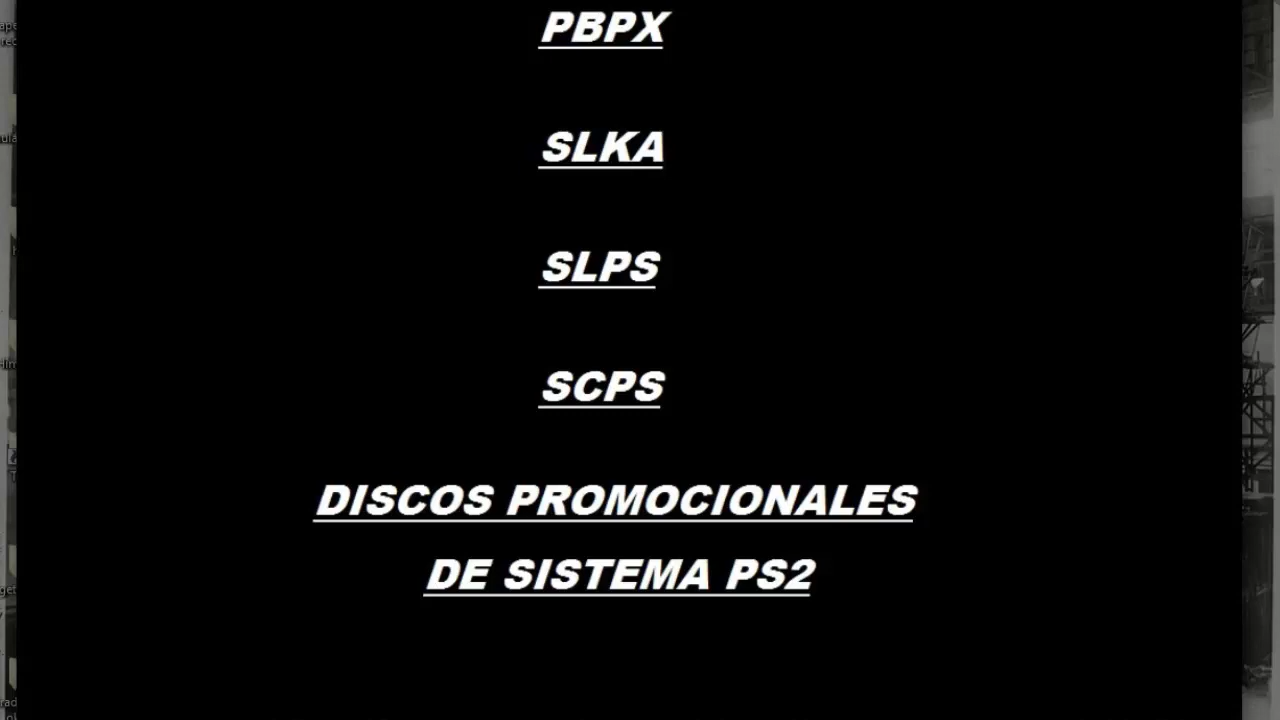 PBPX
SLKA
SLPS
SCPS
DISCOS PROMOCIONALES
DE SISTEMA PS2